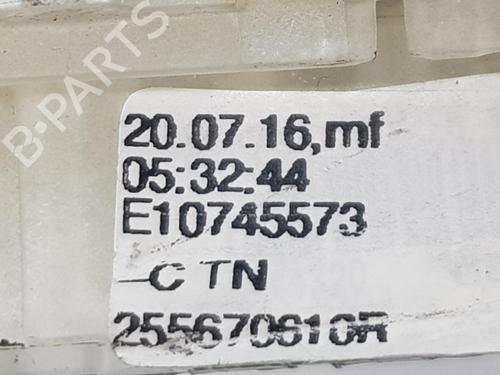 B-PARTS
20.07.16,mf
05:32:44
E10745573
-C TN
255670610R